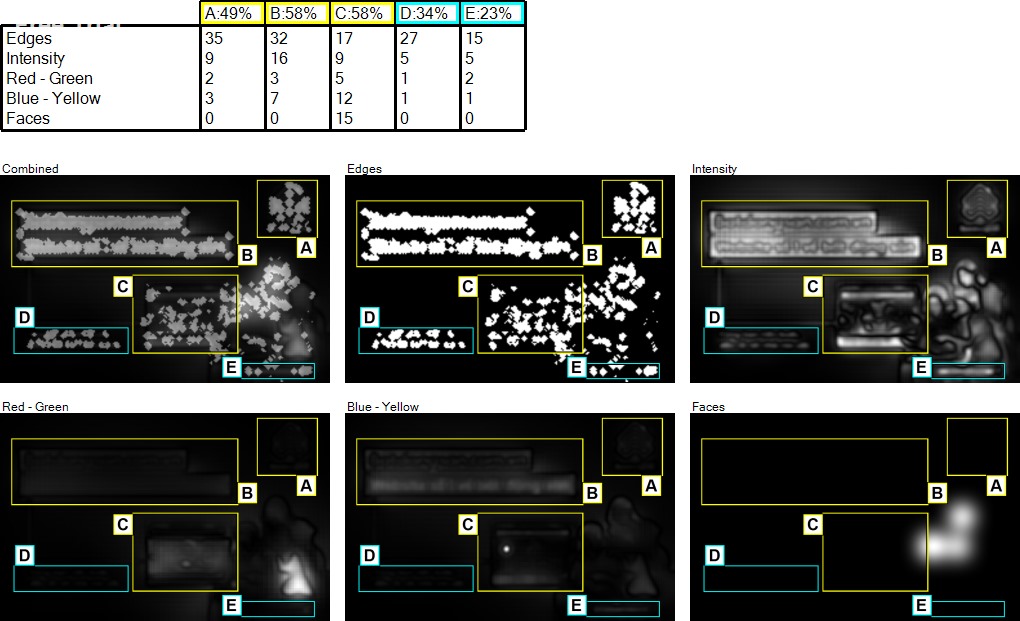 Free Trial
A:49% B:58% C:58% D:34% E:23%
Edges 35 32 17 27 15
Intensity 9 16 9 5 5
Red - Green 2 3 5 1 2
Blue - Yellow 3 7 12 1 1
Faces 0 0 15 0 0
Combined Edges Intensity
A A A
B B B
C C C
D D D
E E E
Red - Green Blue - Yellow Faces
A A A
B B B
C C C
D D D
E E E